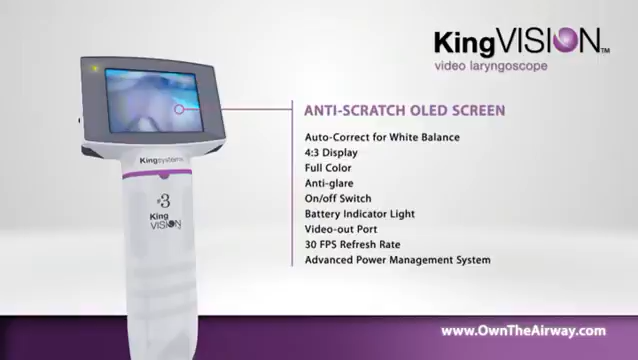 KingVISION™
video laryngoscope
ANTI-SCRATCH OLED SCREEN
Auto-Correct for White Balance
4:3 Display
Full Color
Anti-glare
On/off Switch
Battery Indicator Light
Video-out Port
30 FPS Refresh Rate
Advanced Power Management System
Kingsystems
#3
King
VISION
www.OwnTheAirway.com